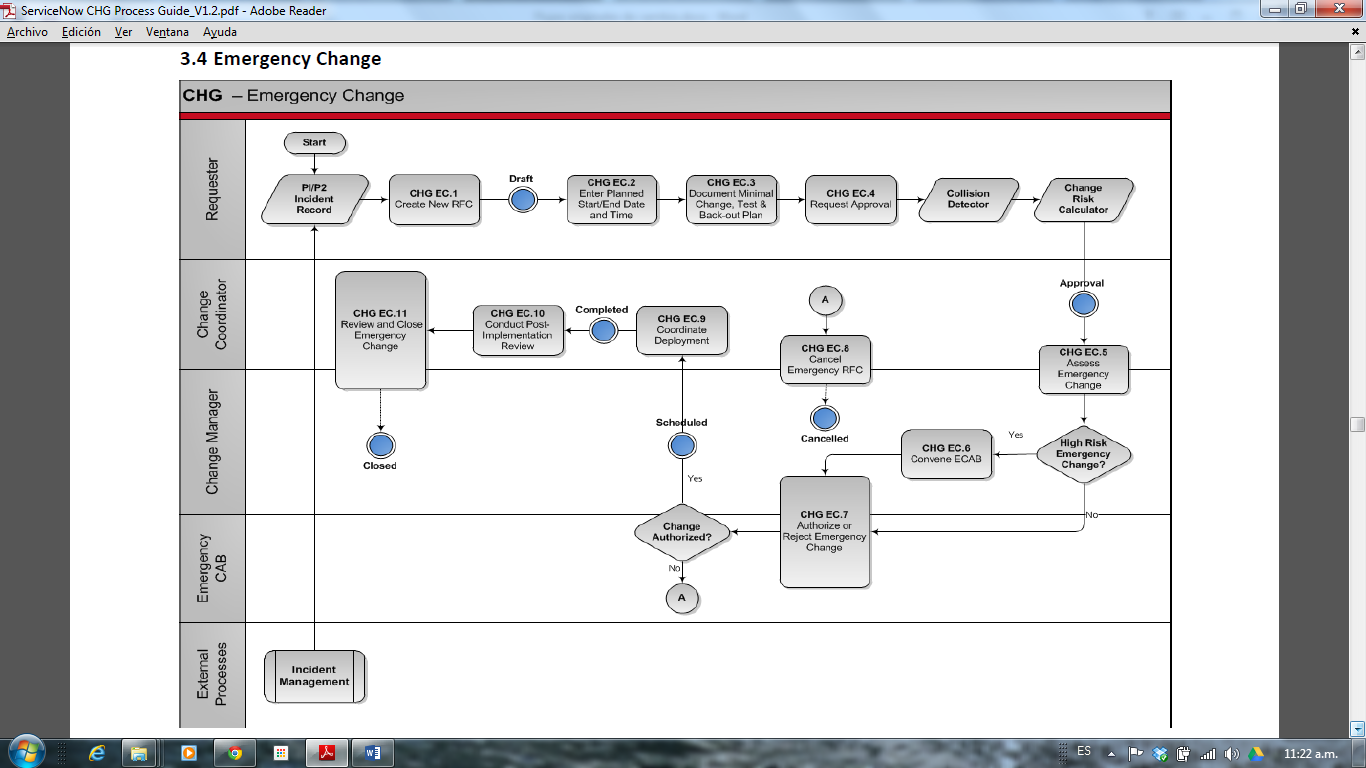 ServiceNow CHG Process Guide_V1.2.pdf - Adobe Reader
Archivo Edición Ver Ventana Ayuda
3.4 Emergency Change
CHG – Emergency Change
Requester
Start
PI/P2
Incident
Record
CHG EC.1
Create New RFC
Draft
CHG EC.2
Enter Planned
Start/End Date
and Time
CHG EC.3
Document Minimal
Change, Test &
Back-out Plan
CHG EC.4
Request Approval
Collision
Detector
Change
Risk
Calculator
Change
Coordinator
CHG EC.11
Review and Close
Emergency
Change
CHG EC.10
Conduct Post-
Implementation
Review
Completed
CHG EC.9
Coordinate
Deployment
A
CHG EC.8
Cancel
Emergency RFC
Approval
CHG EC.5
Assess
Emergency
Change
Change Manager
Closed
Scheduled
Yes
Cancelled
CHG EC.6
Convene ECAB
Yes
High Risk
Emergency
Change?
No
Emergency
CAB
Change
Authorized?
No
A
CHG EC.7
Authorize or
Reject Emergency
Change
External
Processes
Incident
Management
ES
11:22 a.m.